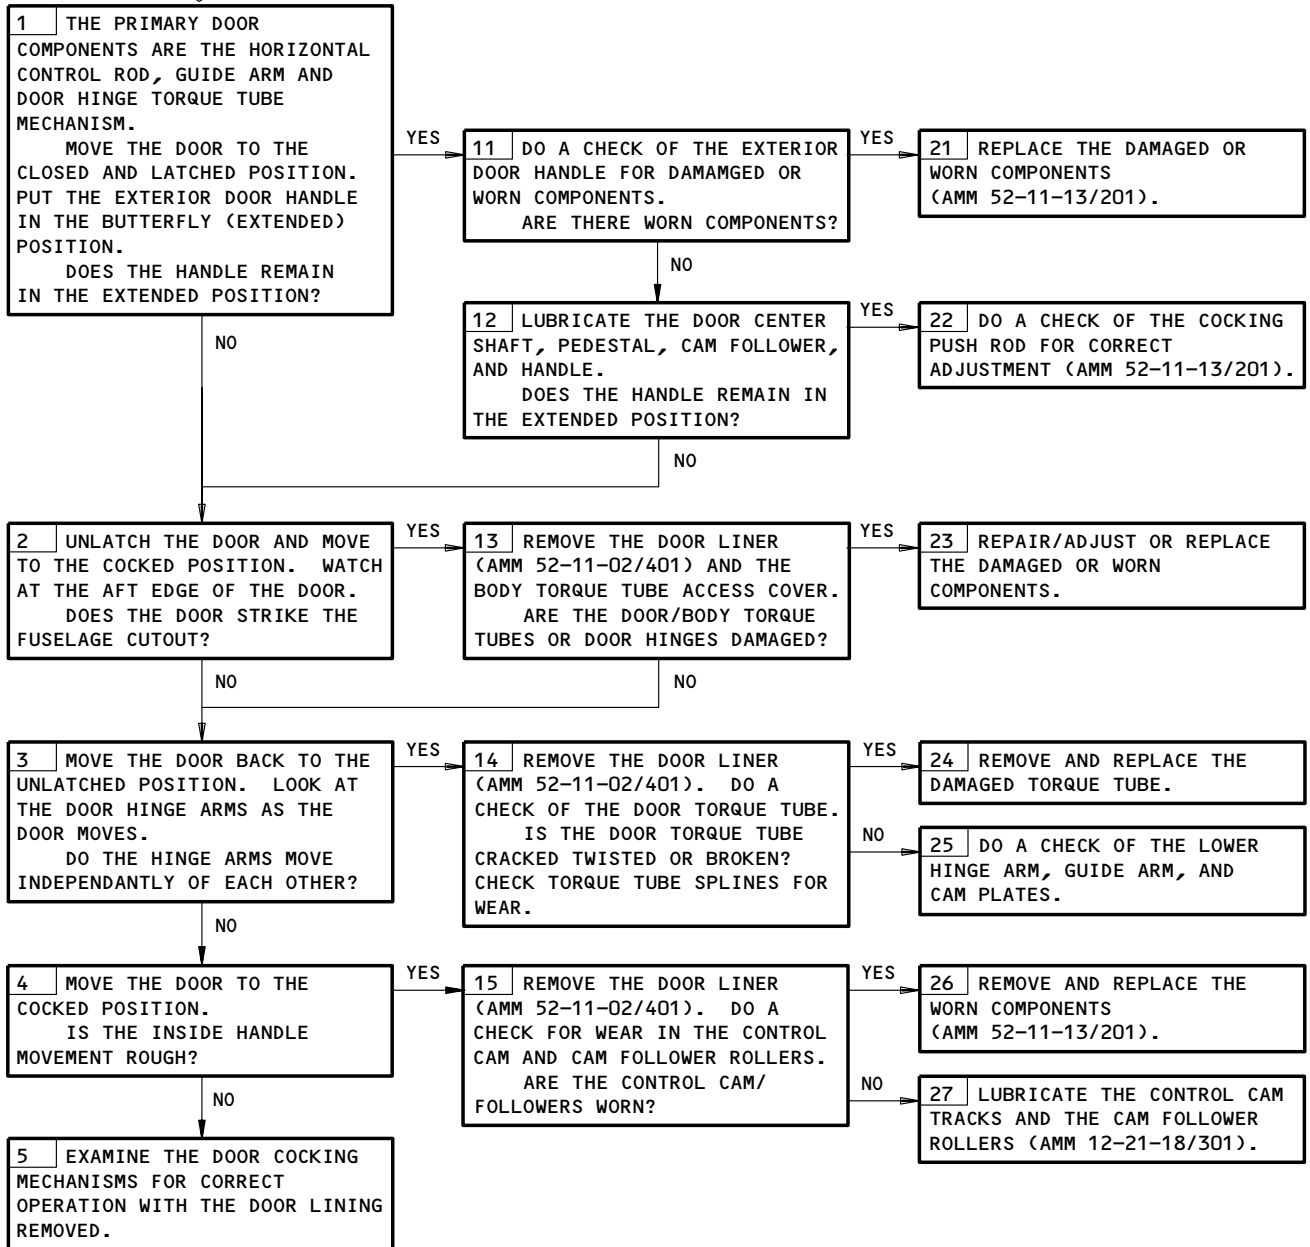 1 THE PRIMARY DOOR
COMPONENTS ARE THE HORIZONTAL
CONTROL ROD, GUIDE ARM AND
DOOR HINGE TORQUE TUBE
MECHANISM.
MOVE THE DOOR TO THE
CLOSED AND LATCHED POSITION.
PUT THE EXTERIOR DOOR HANDLE
IN THE BUTTERFLY (EXTENDED)
POSITION.
DOES THE HANDLE REMAIN
IN THE EXTENDED POSITION?
YES
11 DO A CHECK OF THE EXTERIOR
DOOR HANDLE FOR DAMAMGED OR
WORN COMPONENTS.
ARE THERE WORN COMPONENTS?
YES
21 REPLACE THE DAMAGED OR
WORN COMPONENTS
(AMM 52-11-13/201).
NO
12 LUBRICATE THE DOOR CENTER
SHAFT, PEDESTAL, CAM FOLLOWER,
AND HANDLE.
DOES THE HANDLE REMAIN IN
THE EXTENDED POSITION?
YES
22 DO A CHECK OF THE COCKING
PUSH ROD FOR CORRECT
ADJUSTMENT (AMM 52-11-13/201).
NO
NO
2 UNLATCH THE DOOR AND MOVE
TO THE COCKED POSITION. WATCH
AT THE AFT EDGE OF THE DOOR.
DOES THE DOOR STRIKE THE
FUSELAGE CUTOUT?
YES
13 REMOVE THE DOOR LINER
(AMM 52-11-02/401) AND THE
BODY TORQUE TUBE ACCESS COVER.
ARE THE DOOR/BODY TORQUE
TUBES OR DOOR HINGES DAMAGED?
YES
23 REPAIR/ADJUST OR REPLACE
THE DAMAGED OR WORN
COMPONENTS.
NO
NO
3 MOVE THE DOOR BACK TO THE
UNLATCHED POSITION. LOOK AT
THE DOOR HINGE ARMS AS THE
DOOR MOVES.
DO THE HINGE ARMS MOVE
INDEPENDANTLY OF EACH OTHER?
YES
14 REMOVE THE DOOR LINER
(AMM 52-11-02/401). DO A
CHECK OF THE DOOR TORQUE TUBE.
IS THE DOOR TORQUE TUBE
CRACKED TWISTED OR BROKEN?
CHECK TORQUE TUBE SPLINES FOR
WEAR.
YES
24 REMOVE AND REPLACE THE
DAMAGED TORQUE TUBE.
NO
25 DO A CHECK OF THE LOWER
HINGE ARM, GUIDE ARM, AND
CAM PLATES.
NO
4 MOVE THE DOOR TO THE
COCKED POSITION.
IS THE INSIDE HANDLE
MOVEMENT ROUGH?
YES
15 REMOVE THE DOOR LINER
(AMM 52-11-02/401). DO A
CHECK FOR WEAR IN THE CONTROL
CAM AND CAM FOLLOWER ROLLERS.
ARE THE CONTROL CAM/
FOLLOWERS WORN?
YES
26 REMOVE AND REPLACE THE
WORN COMPONENTS
(AMM 52-11-13/201).
NO
27 LUBRICATE THE CONTROL CAM
TRACKS AND THE CAM FOLLOWER
ROLLERS (AMM 12-21-18/301).
NO
5 EXAMINE THE DOOR COCKING
MECHANISMS FOR CORRECT
OPERATION WITH THE DOOR LINING
REMOVED.